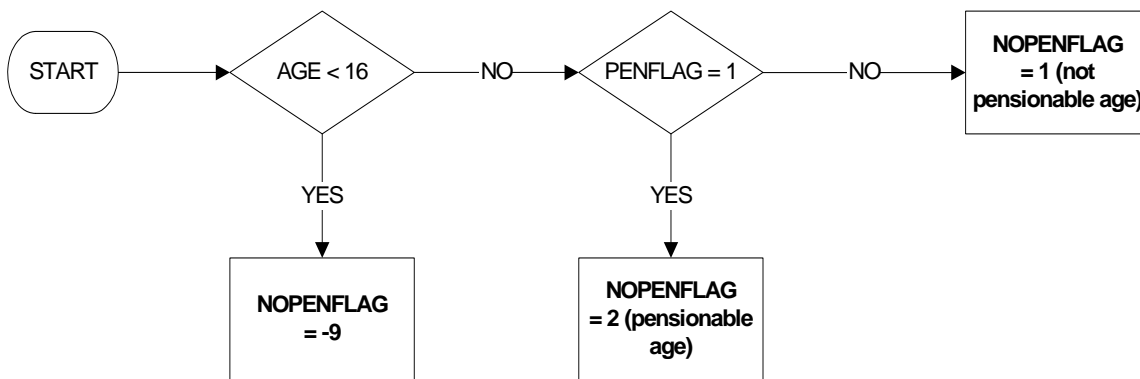 START
AGE < 16
NO
PENFLAG = 1
NO
NOPENFLAG
= 1 (not
pensionable
age)
YES
YES
NOPENFLAG
= -9
NOPENFLAG
= 2 (pensionable
age)